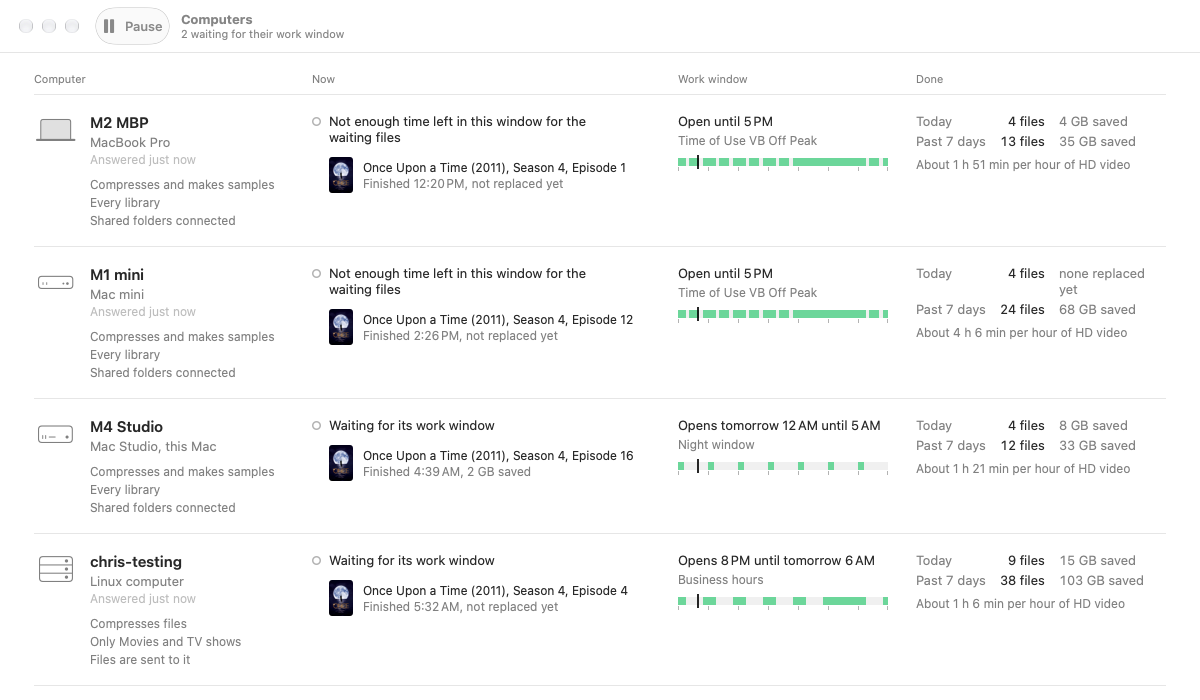 Pause
Computers
2 waiting for their work window
Computer
Now
Work window
Done
M2 MBP
MacBook Pro
Answered just now
Compresses and makes samples
Every library
Shared folders connected
Not enough time left in this window for the
waiting files
Once Upon a Time (2011), Season 4, Episode 1
Finished 12:20 PM, not replaced yet
Open until 5 PM
Time of Use VB Off Peak
Today 4 files 4 GB saved
Past 7 days 13 files 35 GB saved
About 1 h 51 min per hour of HD video
M1 mini
Mac mini
Answered just now
Compresses and makes samples
Every library
Shared folders connected
Not enough time left in this window for the
waiting files
Once Upon a Time (2011), Season 4, Episode 12
Finished 2:26 PM, not replaced yet
Open until 5 PM
Time of Use VB Off Peak
Today 4 files none replaced
yet
Past 7 days 24 files 68 GB saved
About 4 h 6 min per hour of HD video
M4 Studio
Mac Studio, this Mac
Compresses and makes samples
Every library
Shared folders connected
Waiting for its work window
Once Upon a Time (2011), Season 4, Episode 16
Finished 4:39 AM, 2 GB saved
Opens tomorrow 12 AM until 5 AM
Night window
Today 4 files 8 GB saved
Past 7 days 12 files 33 GB saved
About 1 h 21 min per hour of HD video
chris-testing
Linux computer
Answered just now
Compresses files
Only Movies and TV shows
Files are sent to it
Waiting for its work window
Once Upon a Time (2011), Season 4, Episode 4
Finished 5:32 AM, not replaced yet
Opens 8 PM until tomorrow 6 AM
Business hours
Today 9 files 15 GB saved
Past 7 days 38 files 103 GB saved
About 1 h 6 min per hour of HD video